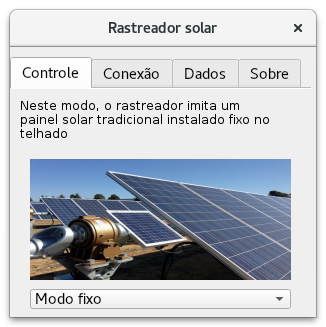 Rastreador solar
Controle
Conexão
Dados
Sobre
Neste modo, o rastreador imita um
painel solar tradicional instalado fixo no
telhado
Modo fixo